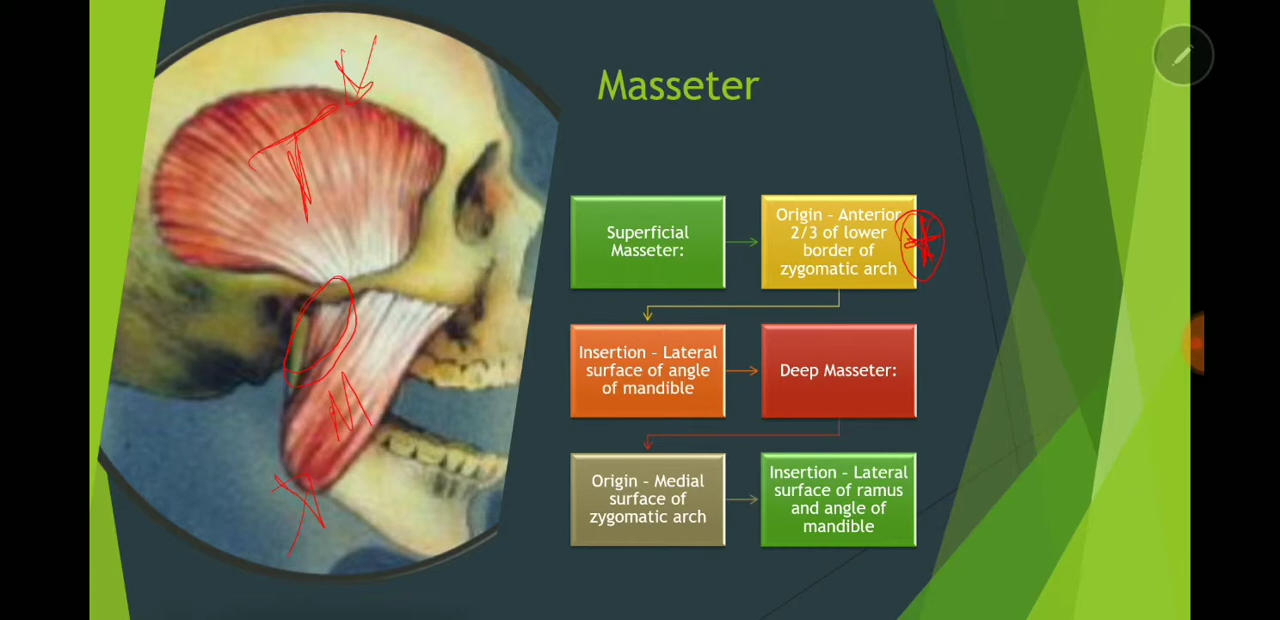 Masseter
Superficial
Masseter:
Origin - Anterior
2/3 of lower
border of
zygomatic arch
Insertion - Lateral
surface of angle
of mandible
Deep Masseter:
Origin - Medial
surface of
zygomatic arch
Insertion - Lateral
surface of ramus
and angle of
mandible
T
M